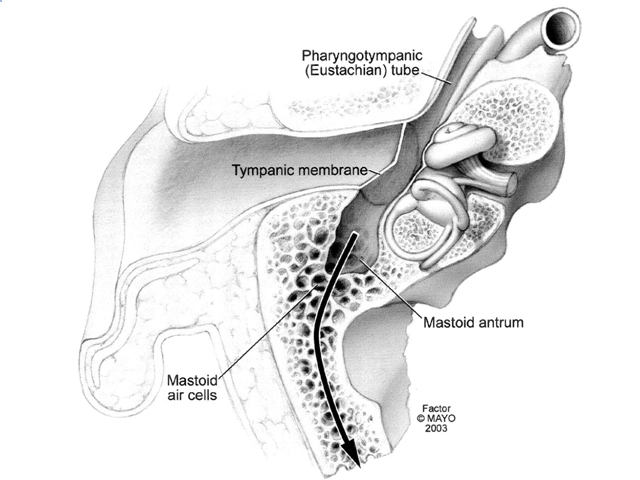 Pharyngotympanic
(Eustachian) tube
Tympanic membrane
Mastoid antrum
Mastoid
air cells
Factor
© MAYO
2003